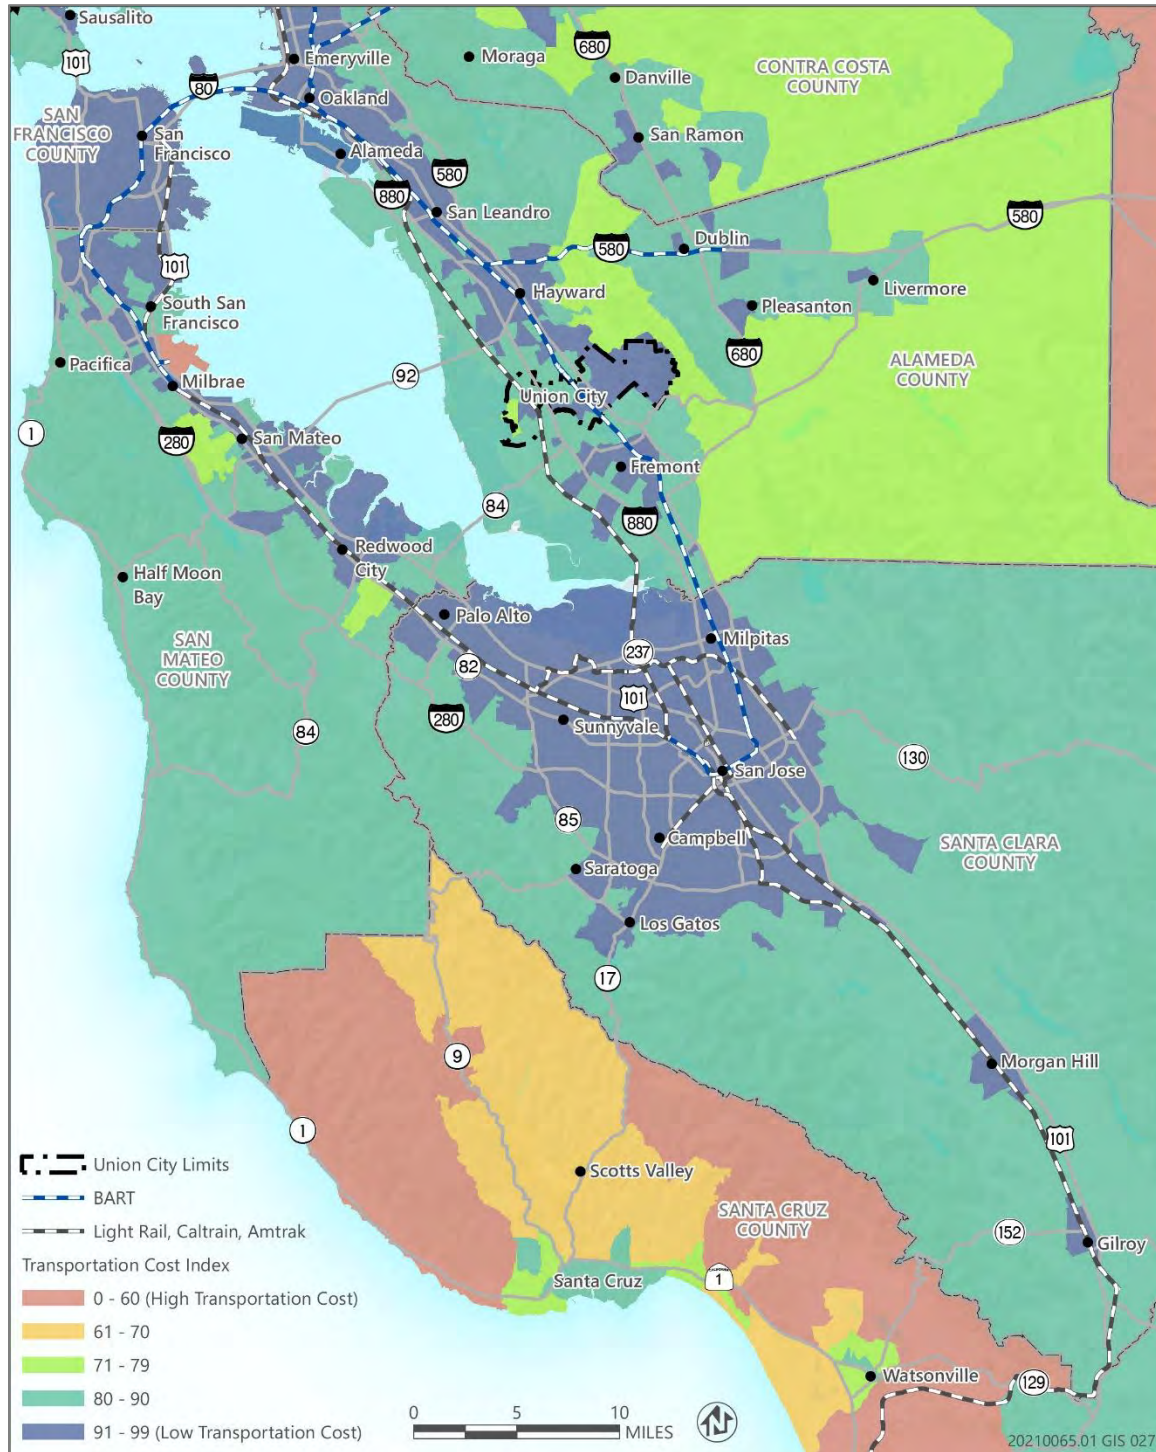 Sausalito
101
Emeryville
680
Moraga
Danville
CONTRA COSTA
COUNTY
80
Oakland
SAN
FRANCISCO
COUNTY
San
Francisco
San Ramon
Alameda
580
880
San Leandro
580
Dublin
580
101
Hayward
Livermore
South San
Francisco
Pleasanton
680
Pacifica
92
ALAMEDA
COUNTY
Milbrae
Union City
1
280
San Mateo
Fremont
84
880
Redwood
City
Half Moon
Bay
Palo Alto
SAN
MATEO
COUNTY
Milpitas
237
82
101
280
Sunnyvale
84
130
San Jose
85
Campbell
SANTA CLARA
COUNTY
Saratoga
Los Gatos
17
9
Morgan Hill
1
101
Scotts Valley
SANTA CRUZ
COUNTY
152
Gilroy
Santa Cruz
CALIFORNIA
1
Watsonville
129
Union City Limits
BART
Light Rail, Caltrain, Amtrak
Transportation Cost Index
0 - 60 (High Transportation Cost)
61 - 70
71 - 79
80 - 90
91 - 99 (Low Transportation Cost)
0 5 10
MILES
N
20210065.01 GIS 027